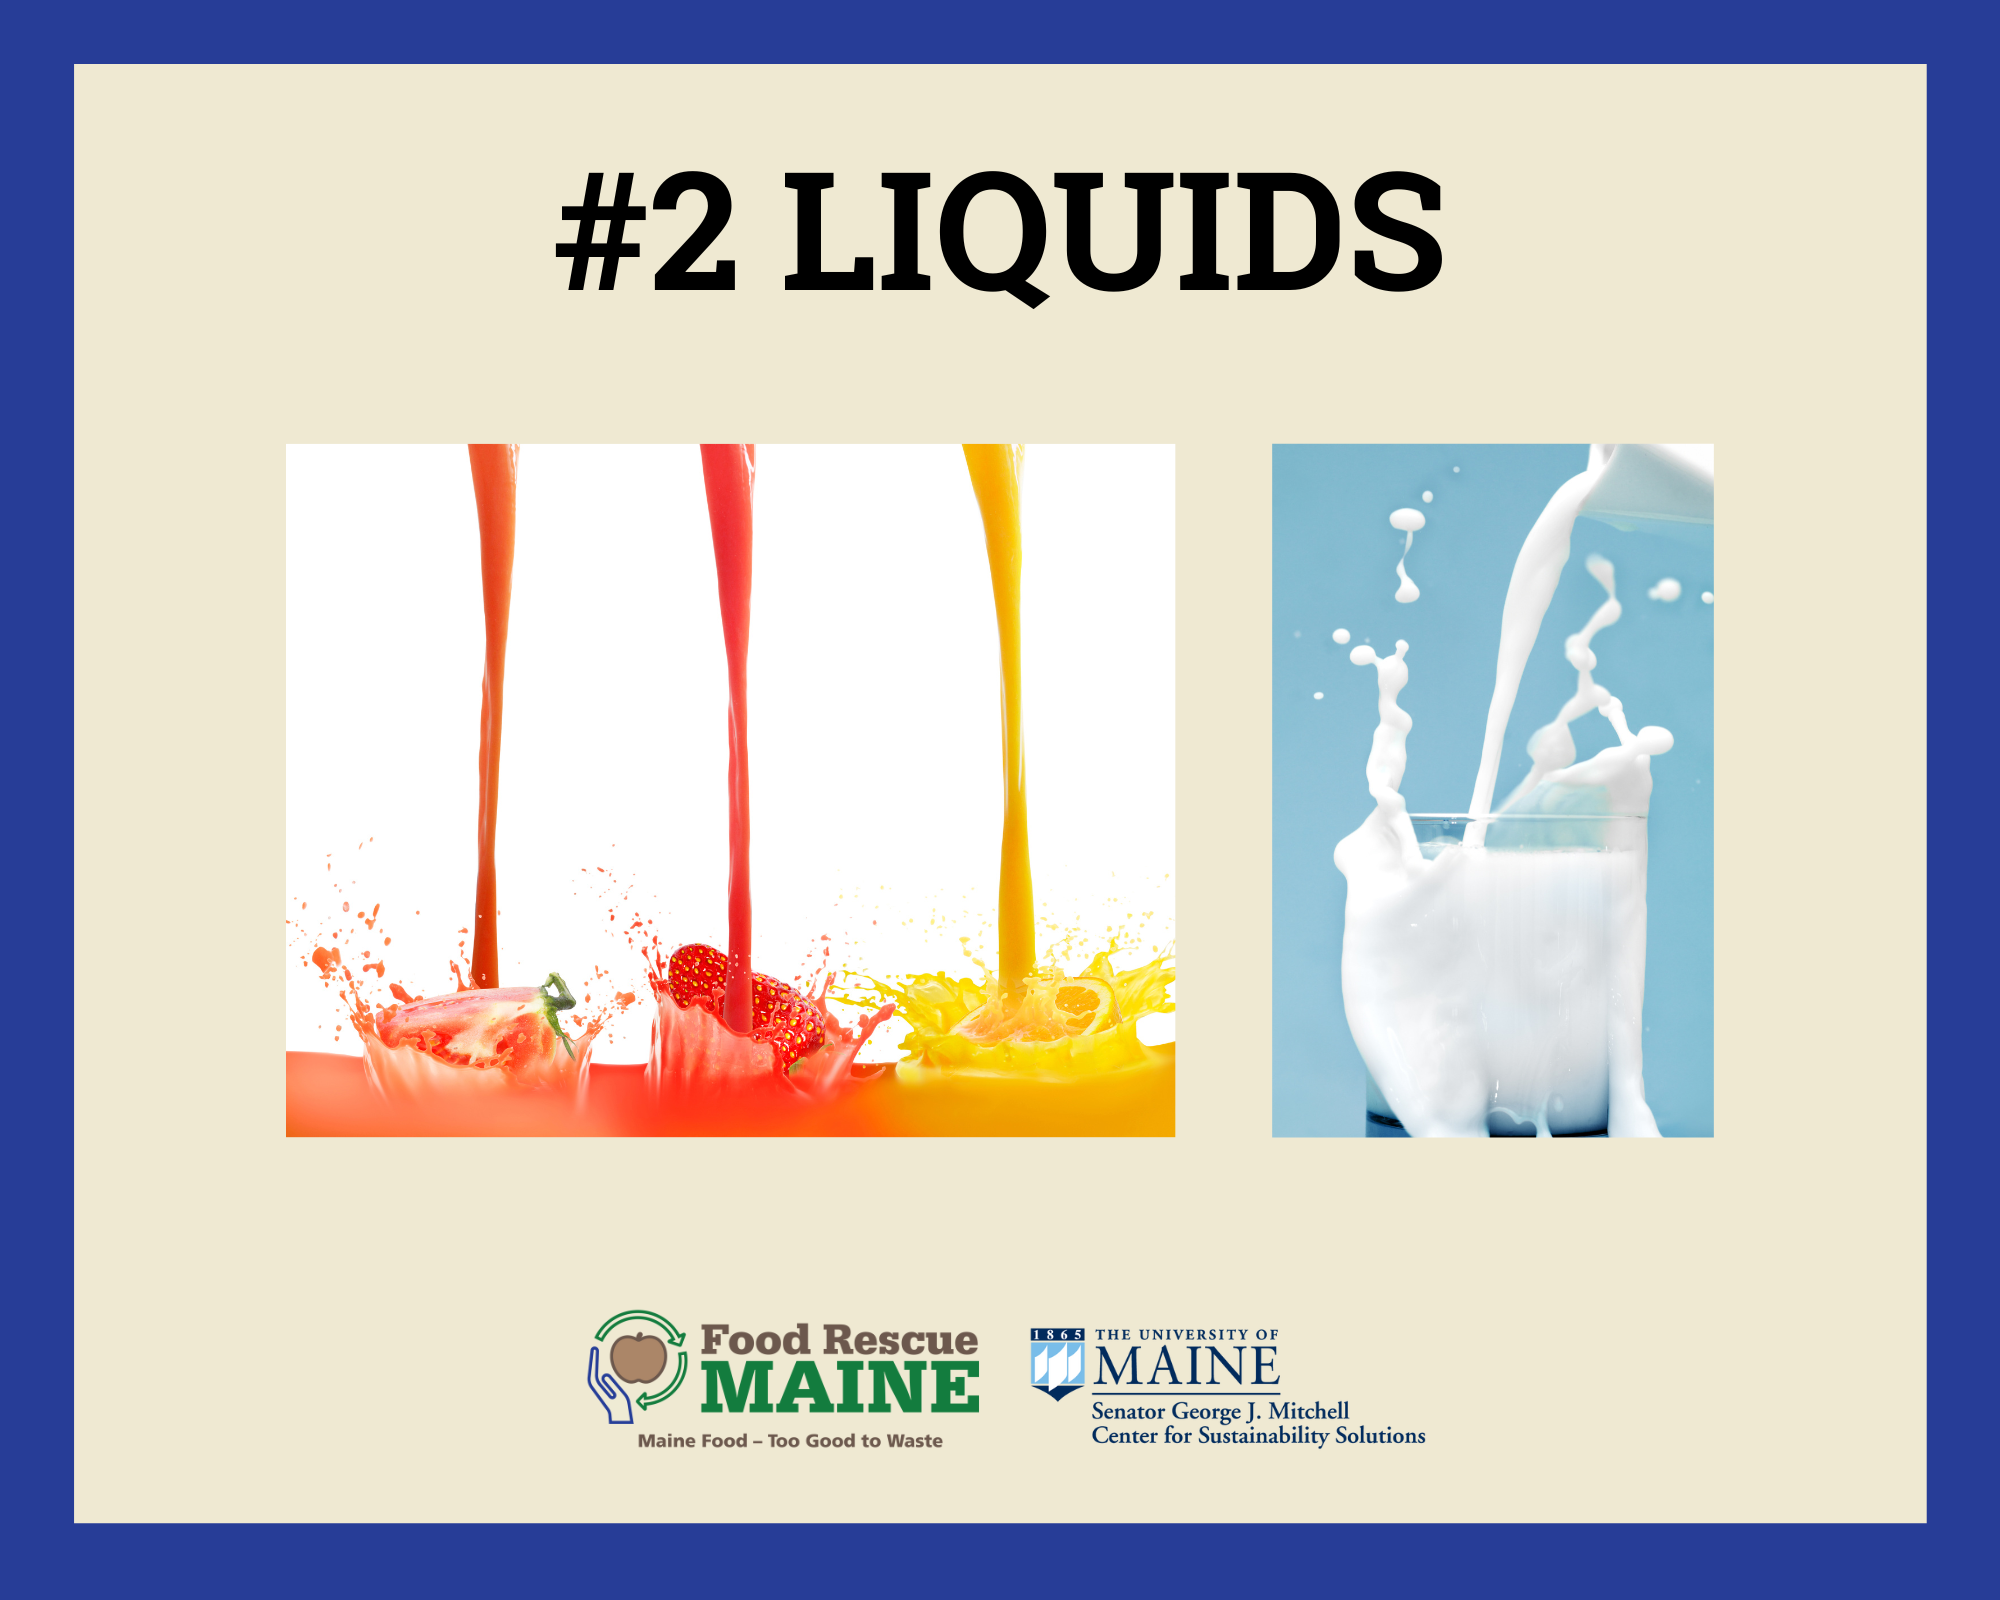 #2 LIQUIDS
Food Rescue
MAINE
Maine Food – Too Good to Waste
1865
THE UNIVERSITY OF
MAINE
Senator George J. Mitchell
Center for Sustainability Solutions